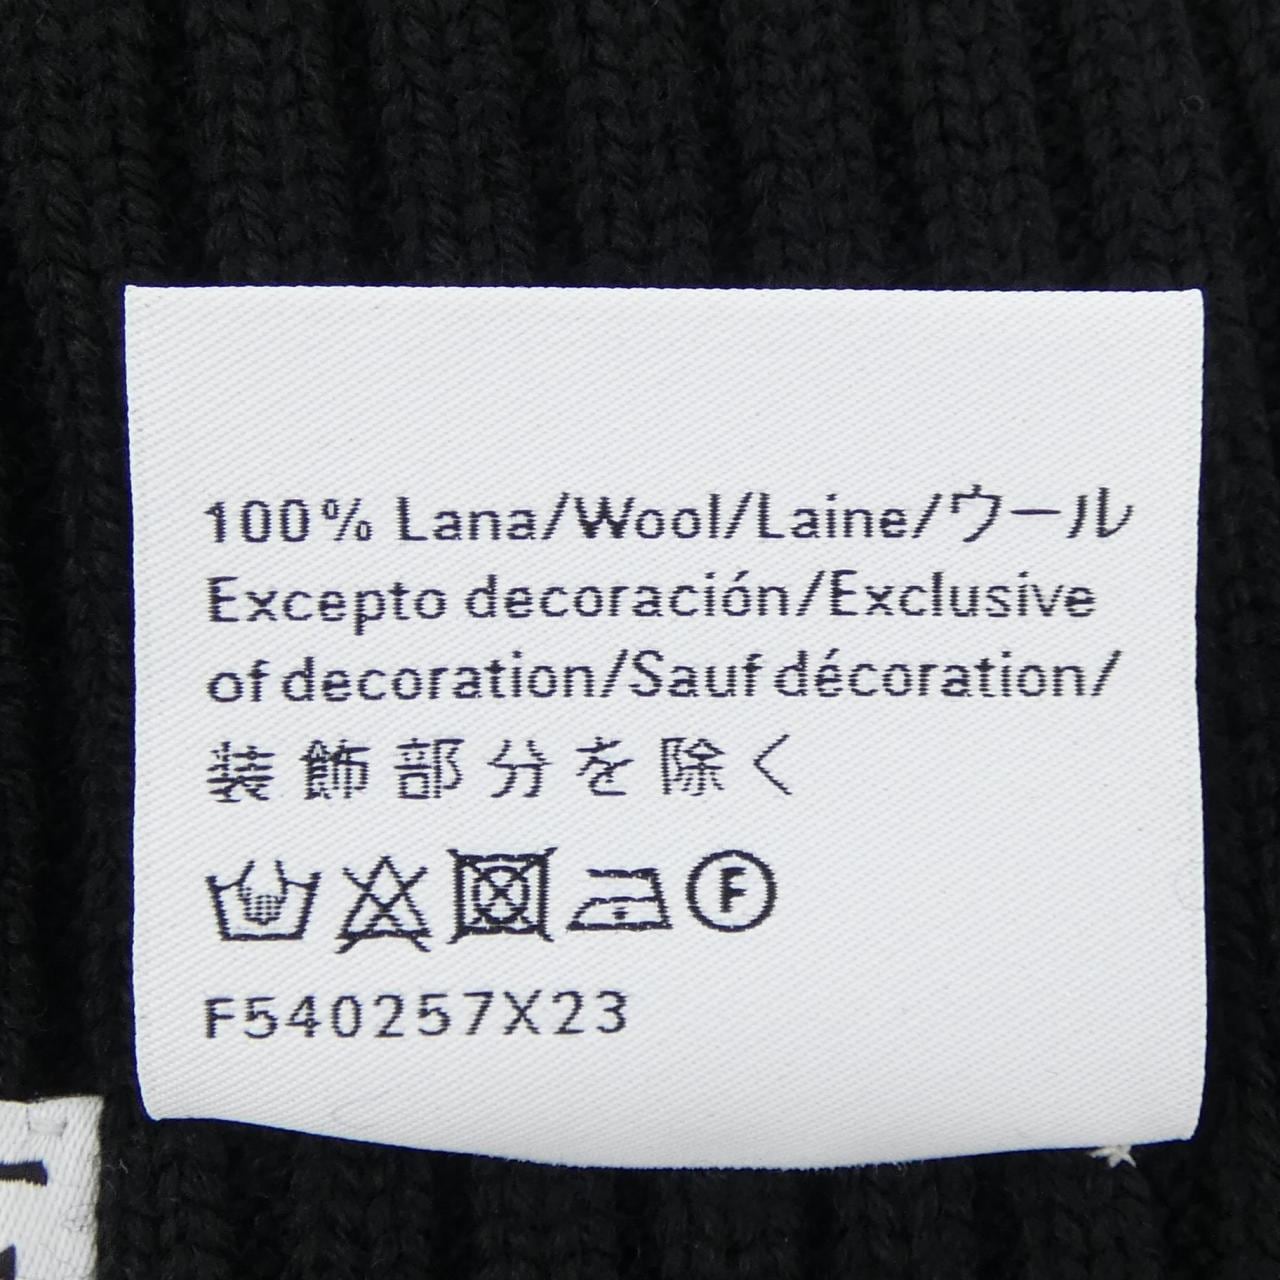 100% Lana/Wool/Laine/ウール
Excepto decoración/Exclusive
of decoration/Sauf décoration/
装飾部分を除く
F
F540257X23